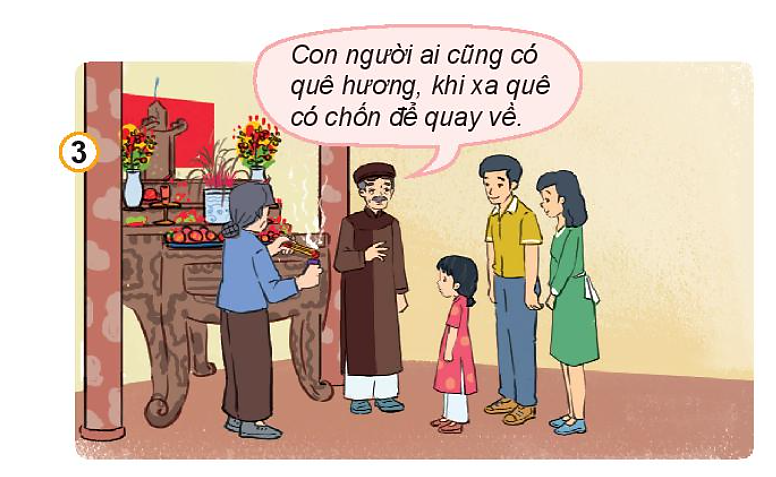 Con người ai cũng có
quê hương, khi xa quê
có chốn để quay về.
3